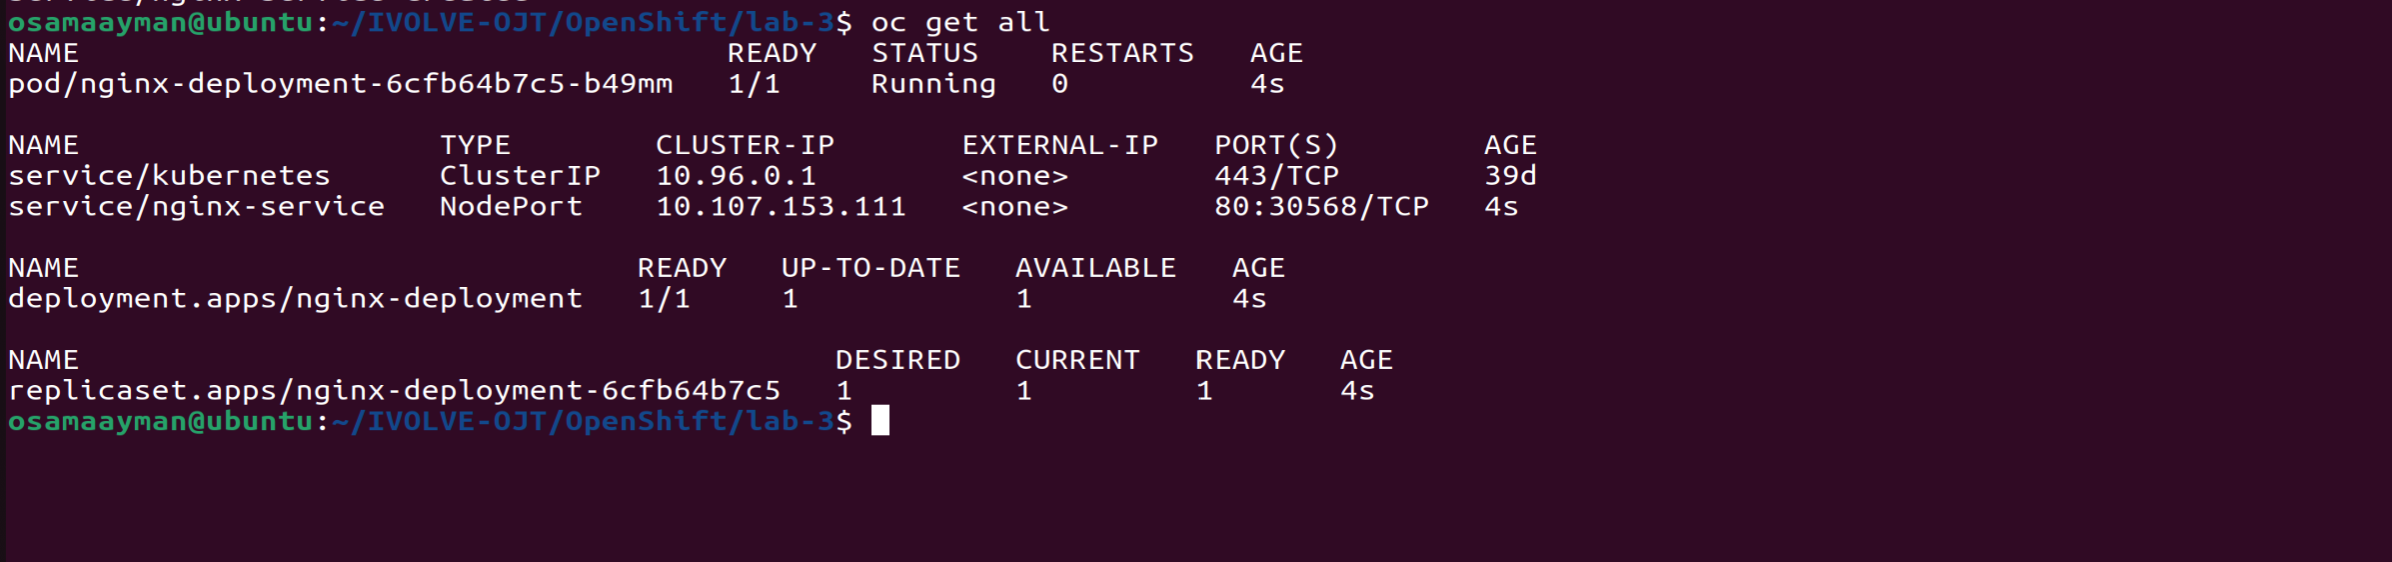 osamaayman@ubuntu:~/IVOLVE-OJT/OpenShift/lab-3$ oc get all
NAME                                    READY   STATUS    RESTARTS   AGE
pod/nginx-deployment-6cfb64b7c5-b49mm   1/1     Running   0          4s

NAME                    TYPE        CLUSTER-IP       EXTERNAL-IP   PORT(S)        AGE
service/kubernetes      ClusterIP   10.96.0.1        <none>        443/TCP        39d
service/nginx-service   NodePort    10.107.153.111   <none>        80:30568/TCP   4s

NAME                               READY   UP-TO-DATE   AVAILABLE   AGE
deployment.apps/nginx-deployment   1/1     1            1           4s

NAME                                          DESIRED   CURRENT   READY   AGE
replicaset.apps/nginx-deployment-6cfb64b7c5   1         1         1       4s
osamaayman@ubuntu:~/IVOLVE-OJT/OpenShift/lab-3$